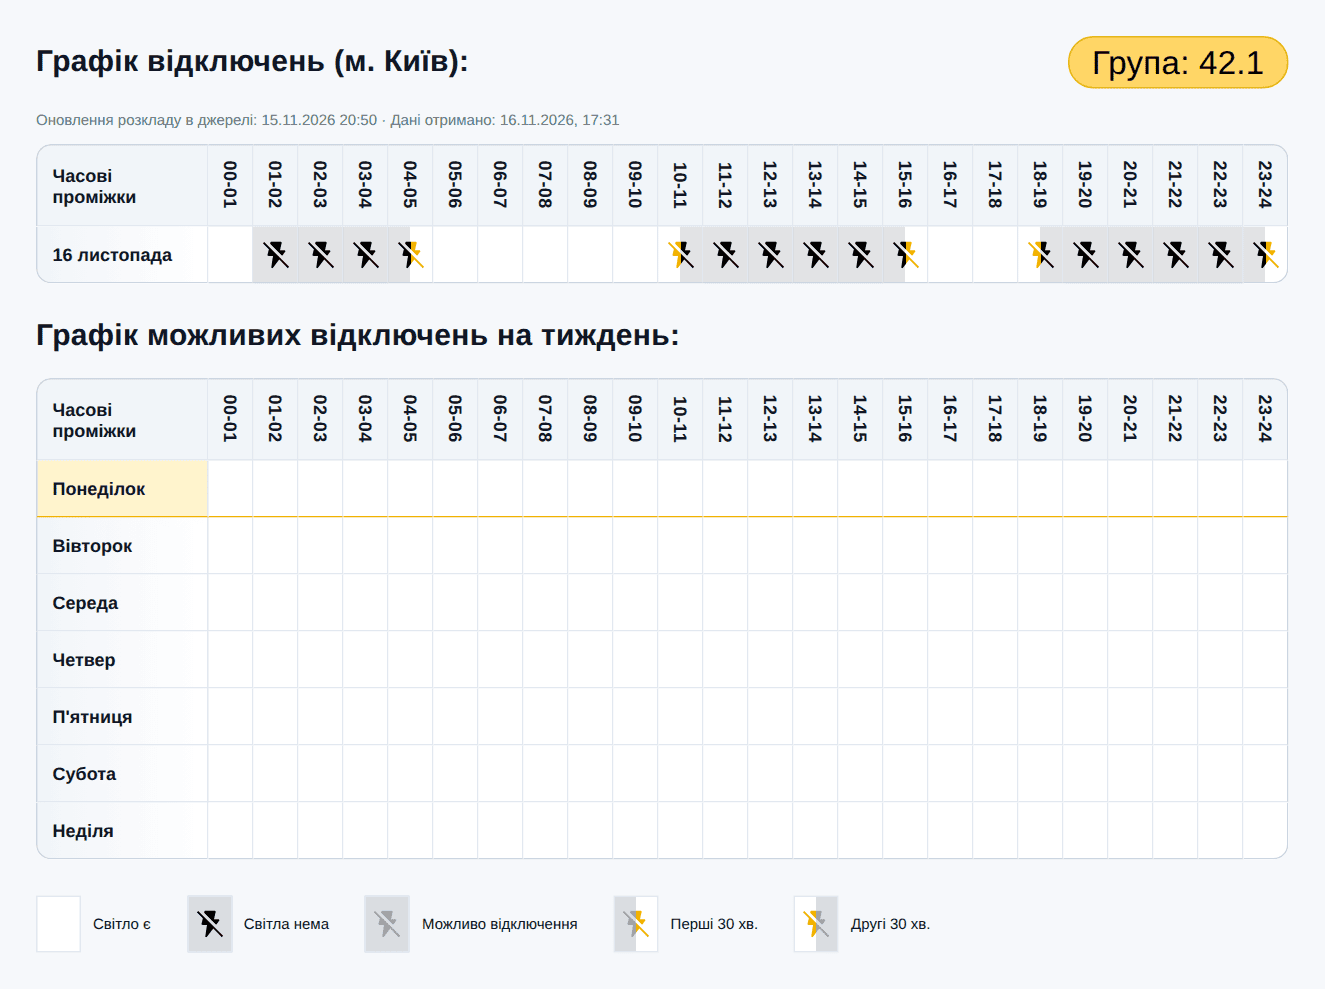 Графік відключень (м. Київ):
Група: 42.1
Оновлення розкладу в джерелі: 15.11.2026 20:50 · Дані отримано: 16.11.2026, 17:31
Часові
проміжки
00-01
01-02
02-03
03-04
04-05
05-06
06-07
07-08
08-09
09-10
10-11
11-12
12-13
13-14
14-15
15-16
16-17
17-18
18-19
19-20
20-21
21-22
22-23
23-24
16 листопада
Графік можливих відключень на тиждень:
Часові
проміжки
00-01
01-02
02-03
03-04
04-05
05-06
06-07
07-08
08-09
09-10
10-11
11-12
12-13
13-14
14-15
15-16
16-17
17-18
18-19
19-20
20-21
21-22
22-23
23-24
Понеділок
Вівторок
Середа
Четвер
П'ятниця
Субота
Неділя
Світло є
Світла нема
Можливо відключення
Перші 30 хв.
Другі 30 хв.